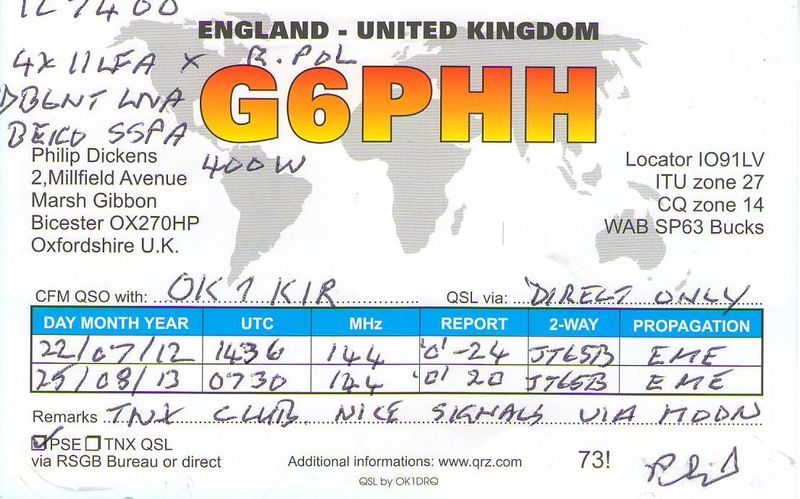 IC7400
ENGLAND - UNITED KINGDOM
4X 11LFA X R.POL
G6PHH
DBGNT LNA
BEKO SSPA
400W
Philip Dickens
2,Millfield Avenue
Marsh Gibbon
Bicester OX270HP
Oxfordshire U.K.
Locator IO91LV
ITU zone 27
CQ zone 14
WAB SP63 Bucks
CFM QSO with: OK1KIR QSL via: DIRECT ONLY
DAY MONTH YEAR UTC MHz REPORT 2-WAY PROPAGATION
22/07/12 1436 144 'O'-24 JT65B EME
25/08/13 0730 144 'O' 20 JT65B EME
Remarks TNX CLUB NICE SIGNALS VIA MOON
PSE TNX QSL
via RSGB Bureau or direct
Additional informations: www.qrz.com
73!
QSL by OK1DRQ